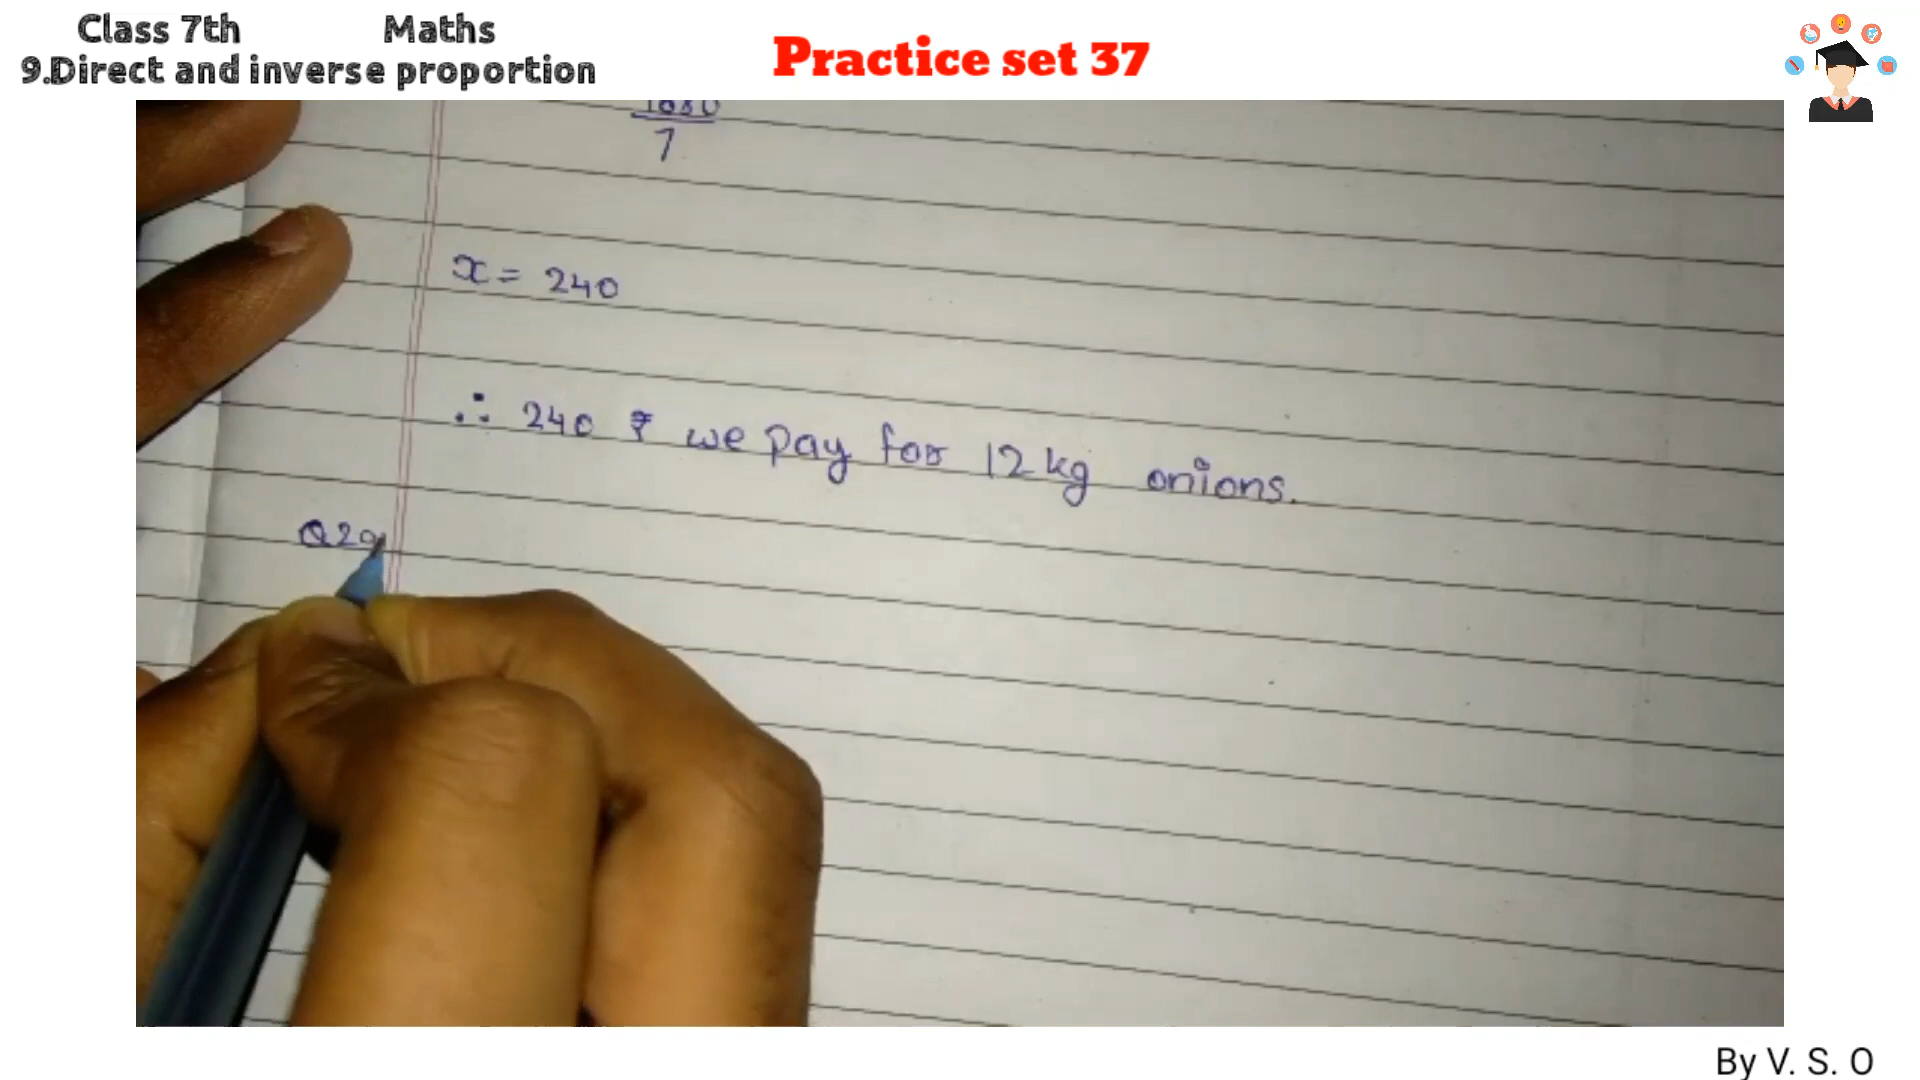 Class 7th Maths
9.Direct and inverse proportion
Practice set 37
1680
7
x = 240
∴ 240 ₹ we pay for 12 kg onions.
Q2
By V. S. O